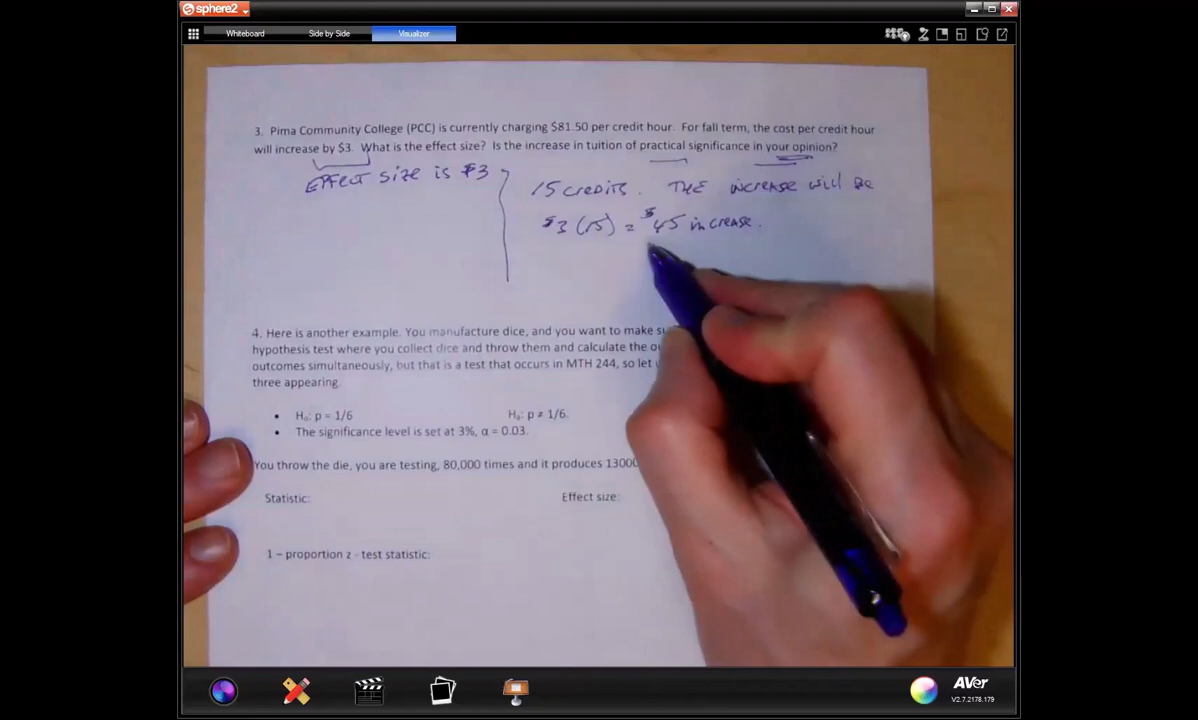 sphere2
Whiteboard Side by Side Visualizer
3. Pima Community College (PCC) is currently charging $81.50 per credit hour. For fall term, the cost per credit hour
will increase by $3. What is the effect size? Is the increase in tuition of practical significance in your opinion?
EFFECT size is $3
15 credits. THE increase will be
$3 (15) = $45 increase.
4. Here is another example. You manufacture dice, and you want to make su
hypothesis test where you collect dice and throw them and calculate the ou
outcomes simultaneously, but that is a test that occurs in MTH 244, so let u
three appearing.
• H₀: p = 1/6 Hₐ: p ≠ 1/6.
• The significance level is set at 3%, α = 0.03.
You throw the die, you are testing, 80,000 times and it produces 13000
Statistic: Effect size:
1 – proportion z - test statistic:
AVer
V2.7.2178.179